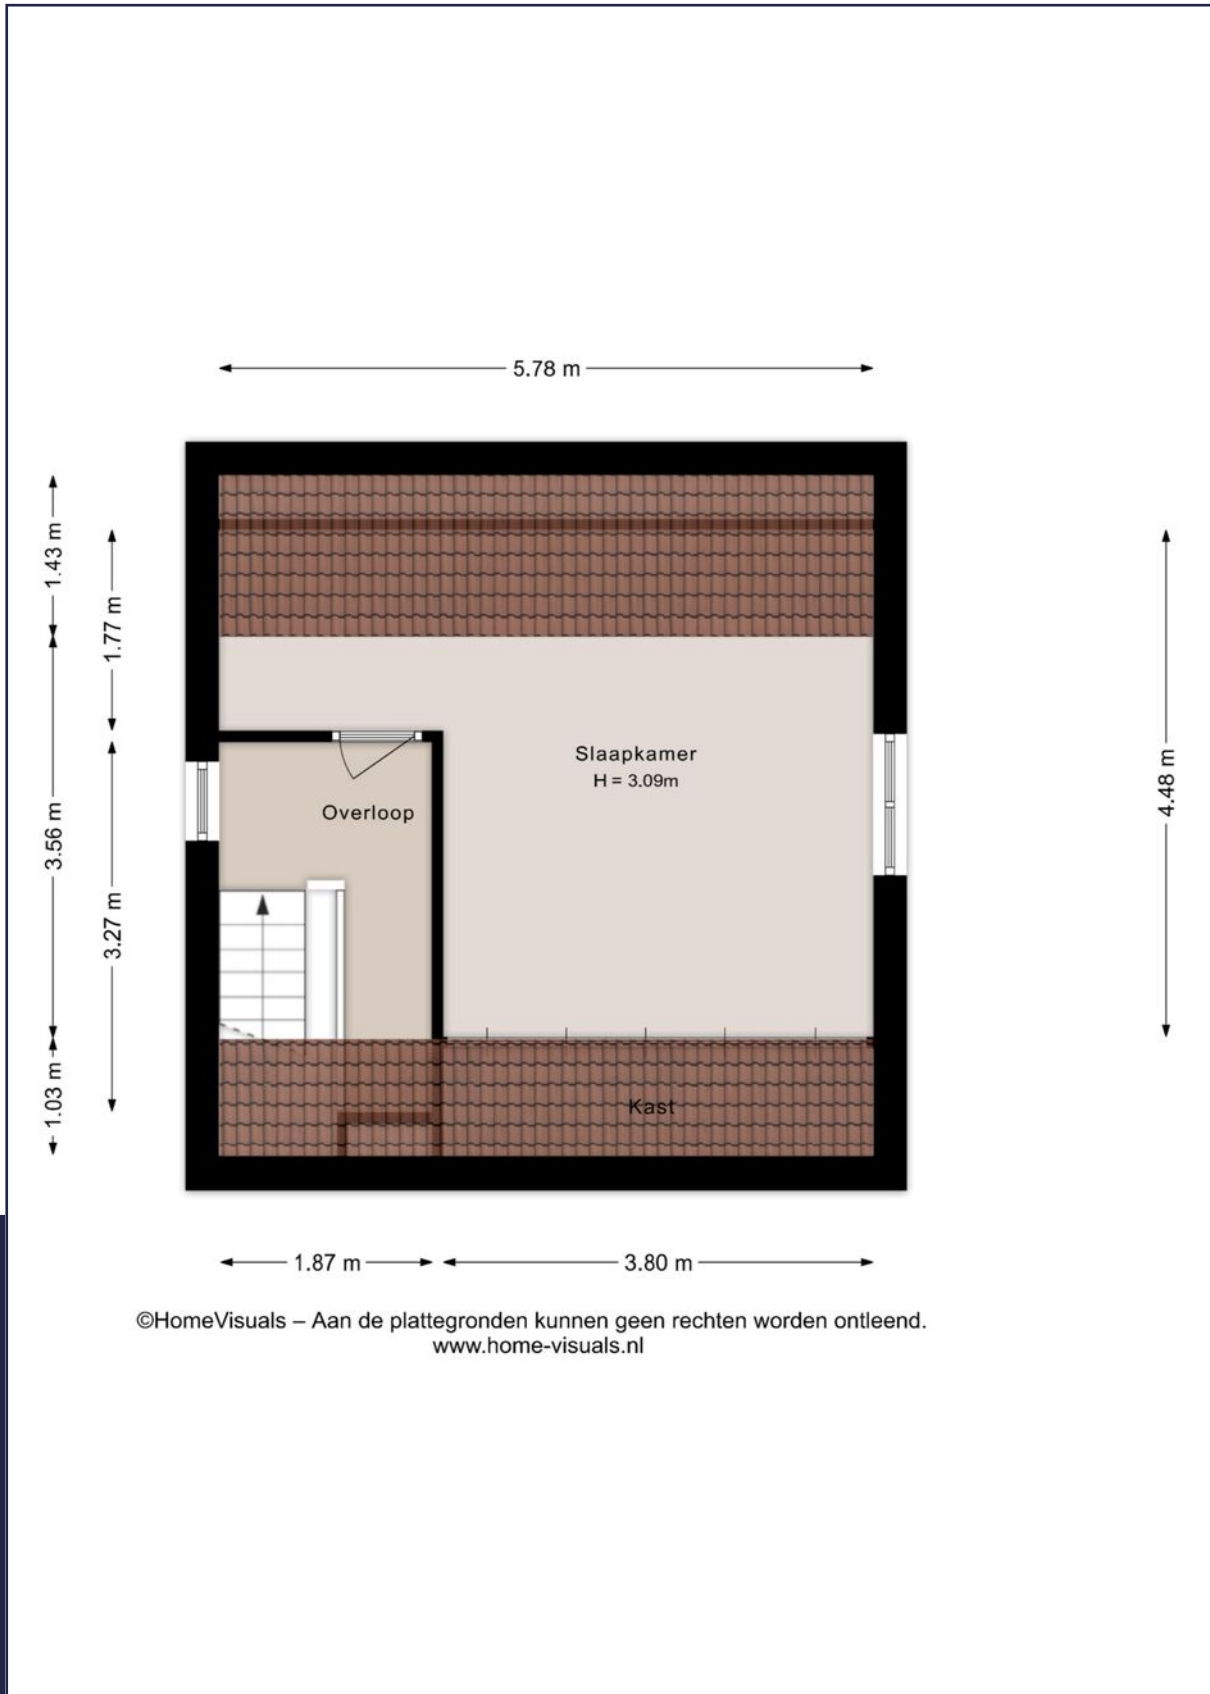 5.78 m
1.43 m
1.77 m
3.56 m
3.27 m
1.03 m
4.48 m
Slaapkamer
H = 3.09m
Overloop
Kast
1.87 m
3.80 m
©HomeVisuals – Aan de plattegronden kunnen geen rechten worden ontleend.
www.home-visuals.nl